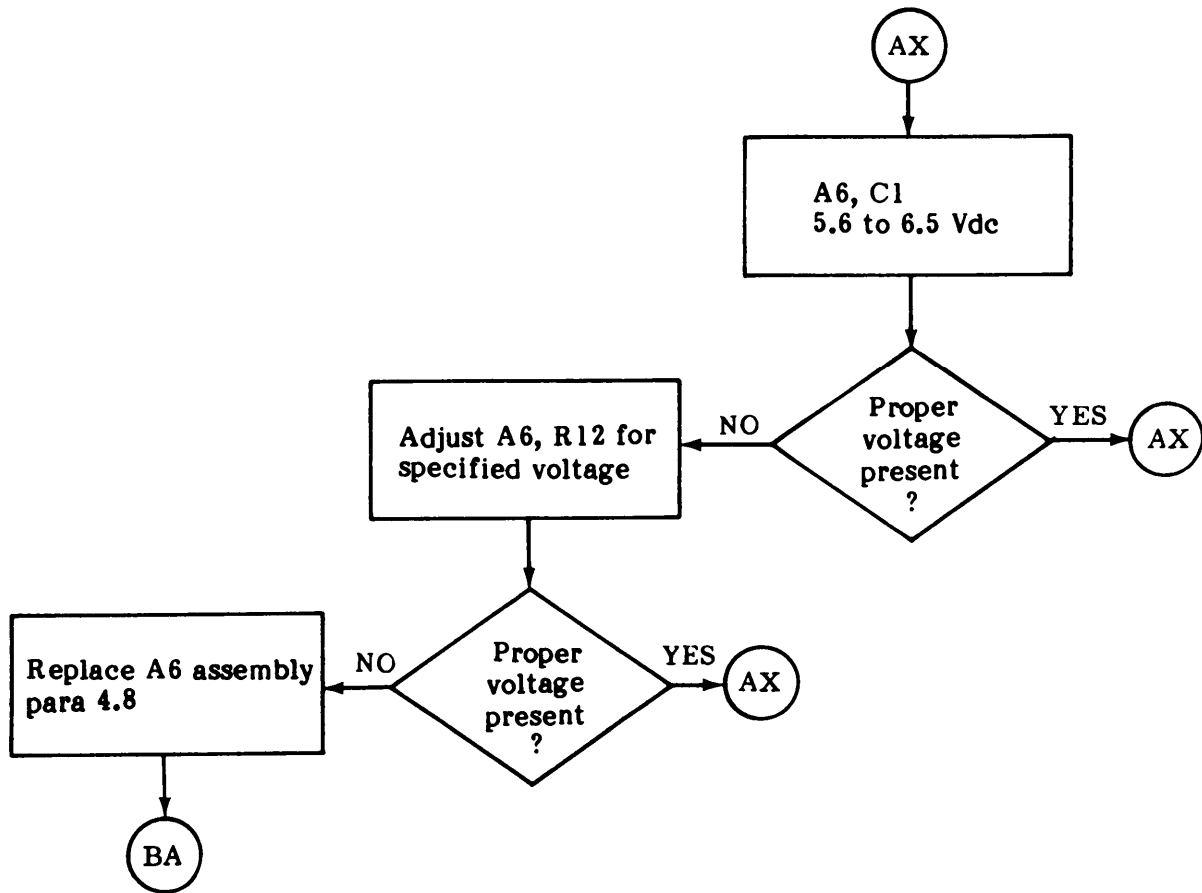 AX
A6, C1
5.6 to 6.5 Vdc
Proper
voltage
present
?
YES
AX
NO
Adjust A6, R12 for
specified voltage
Proper
voltage
present
?
YES
AX
NO
Replace A6 assembly
para 4.8
BA